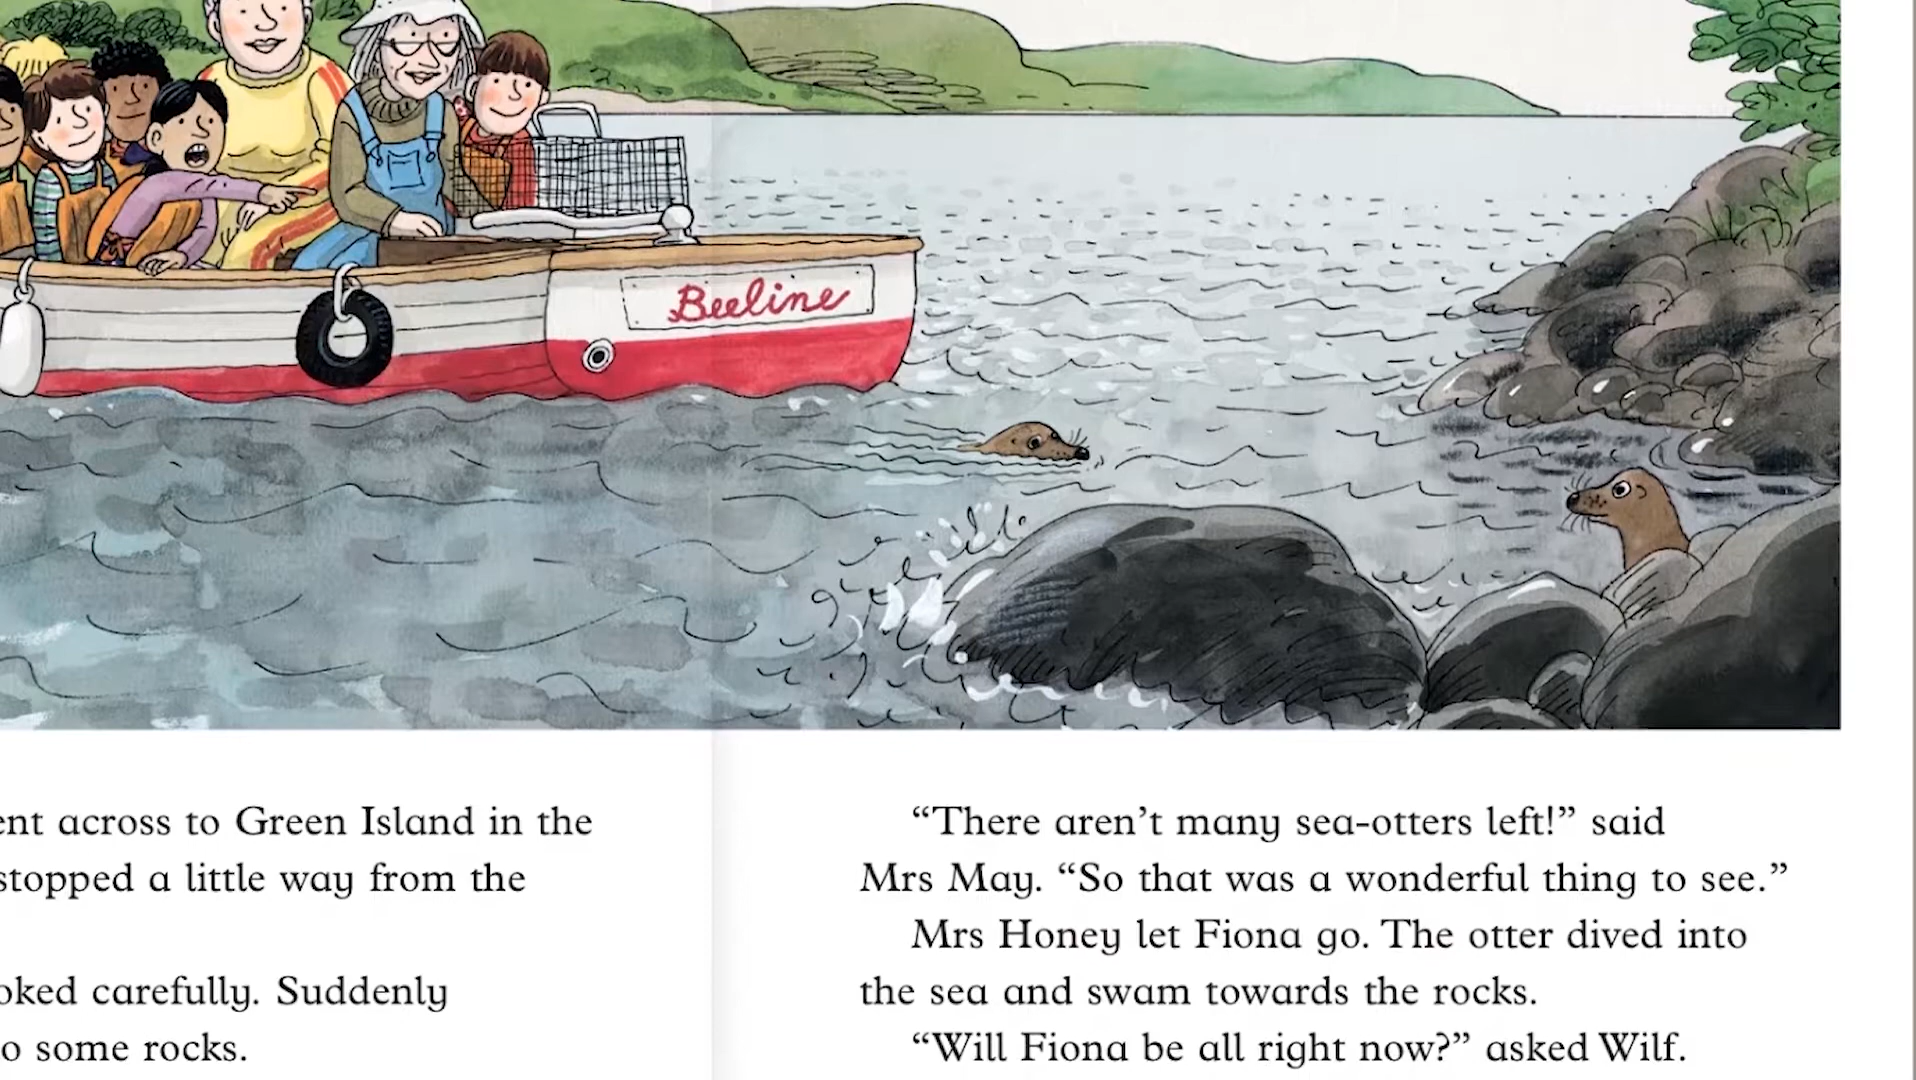 Beeline
across to Green Island in the
stopped a little way from the
carefully. Suddenly
some rocks.
“There aren’t many sea-otters left!” said
Mrs May. “So that was a wonderful thing to see.”
Mrs Honey let Fiona go. The otter dived into
the sea and swam towards the rocks.
“Will Fiona be all right now?” asked Wilf.